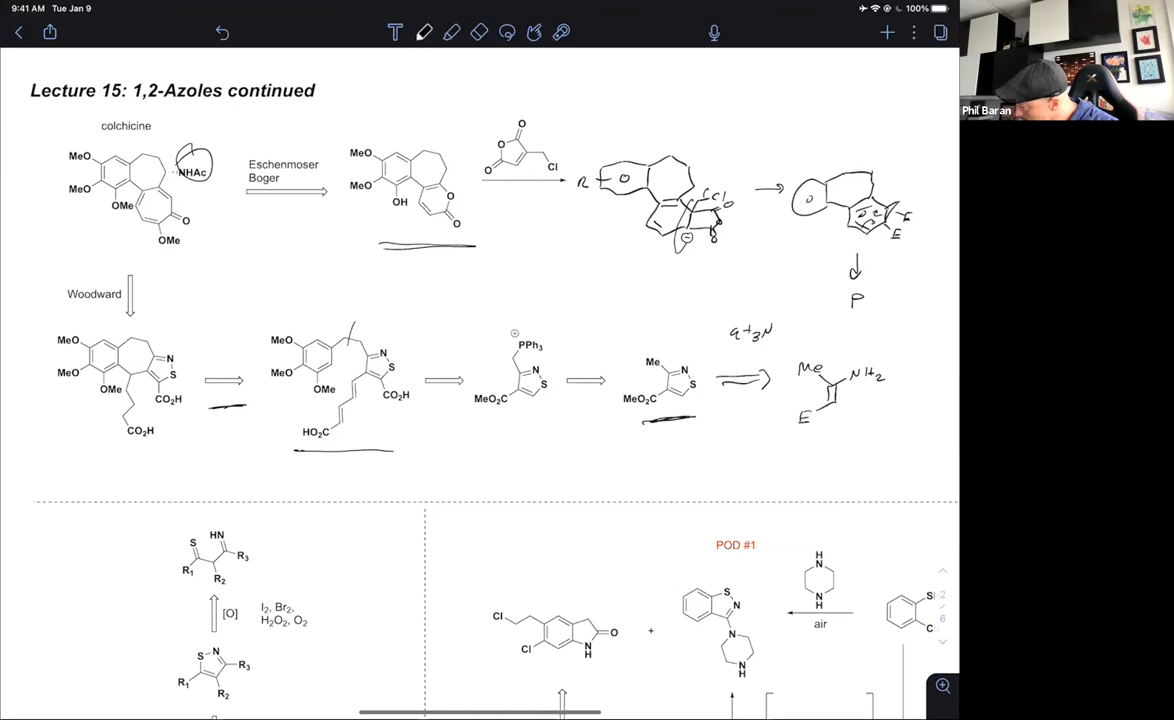 9:41 AM Tue Jan 9
100%
Phil Baran
Lecture 15: 1,2-Azoles continued
colchicine
MeO
MeO
OMe
NHAc
O
OMe
Eschenmoser
Boger
MeO
MeO
OH
O
O
O
O
O
Cl
R
Cl
O
O
E
E
P
Woodward
MeO
MeO
OMe
N
S
CO₂H
CO₂H
MeO
MeO
OMe
N
S
CO₂H
HO₂C
PPh₃
N
S
MeO₂C
Me
N
S
MeO₂C
Me
NH₂
E
S
HN
R₁
R₂
R₃
[O]
I₂, Br₂,
H₂O₂, O₂
S
N
R₃
R₁
R₂
POD #1
Cl
Cl
N
H
O
+
S
N
N
N
H
H
N
N
H
air
2
/
6